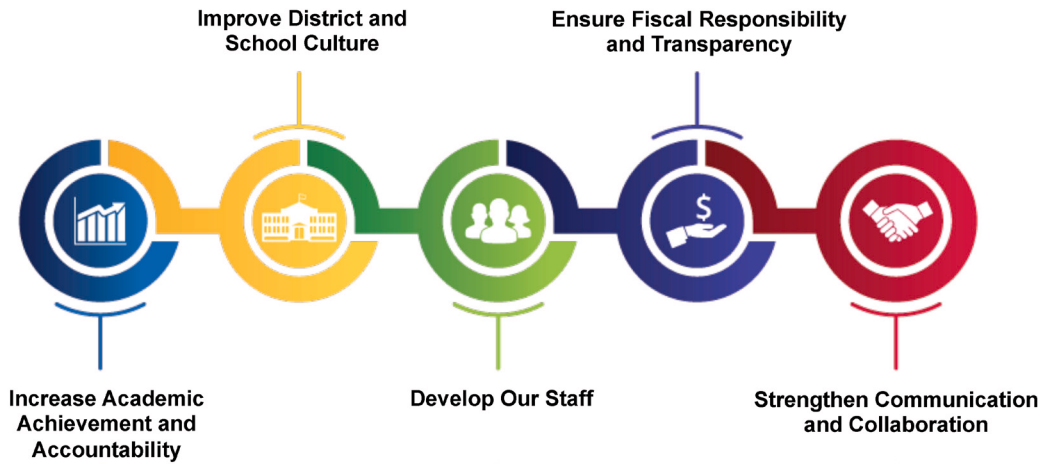 Improve District and
School Culture
Ensure Fiscal Responsibility
and Transparency
$
Increase Academic
Achievement and
Accountability
Develop Our Staff
Strengthen Communication
and Collaboration